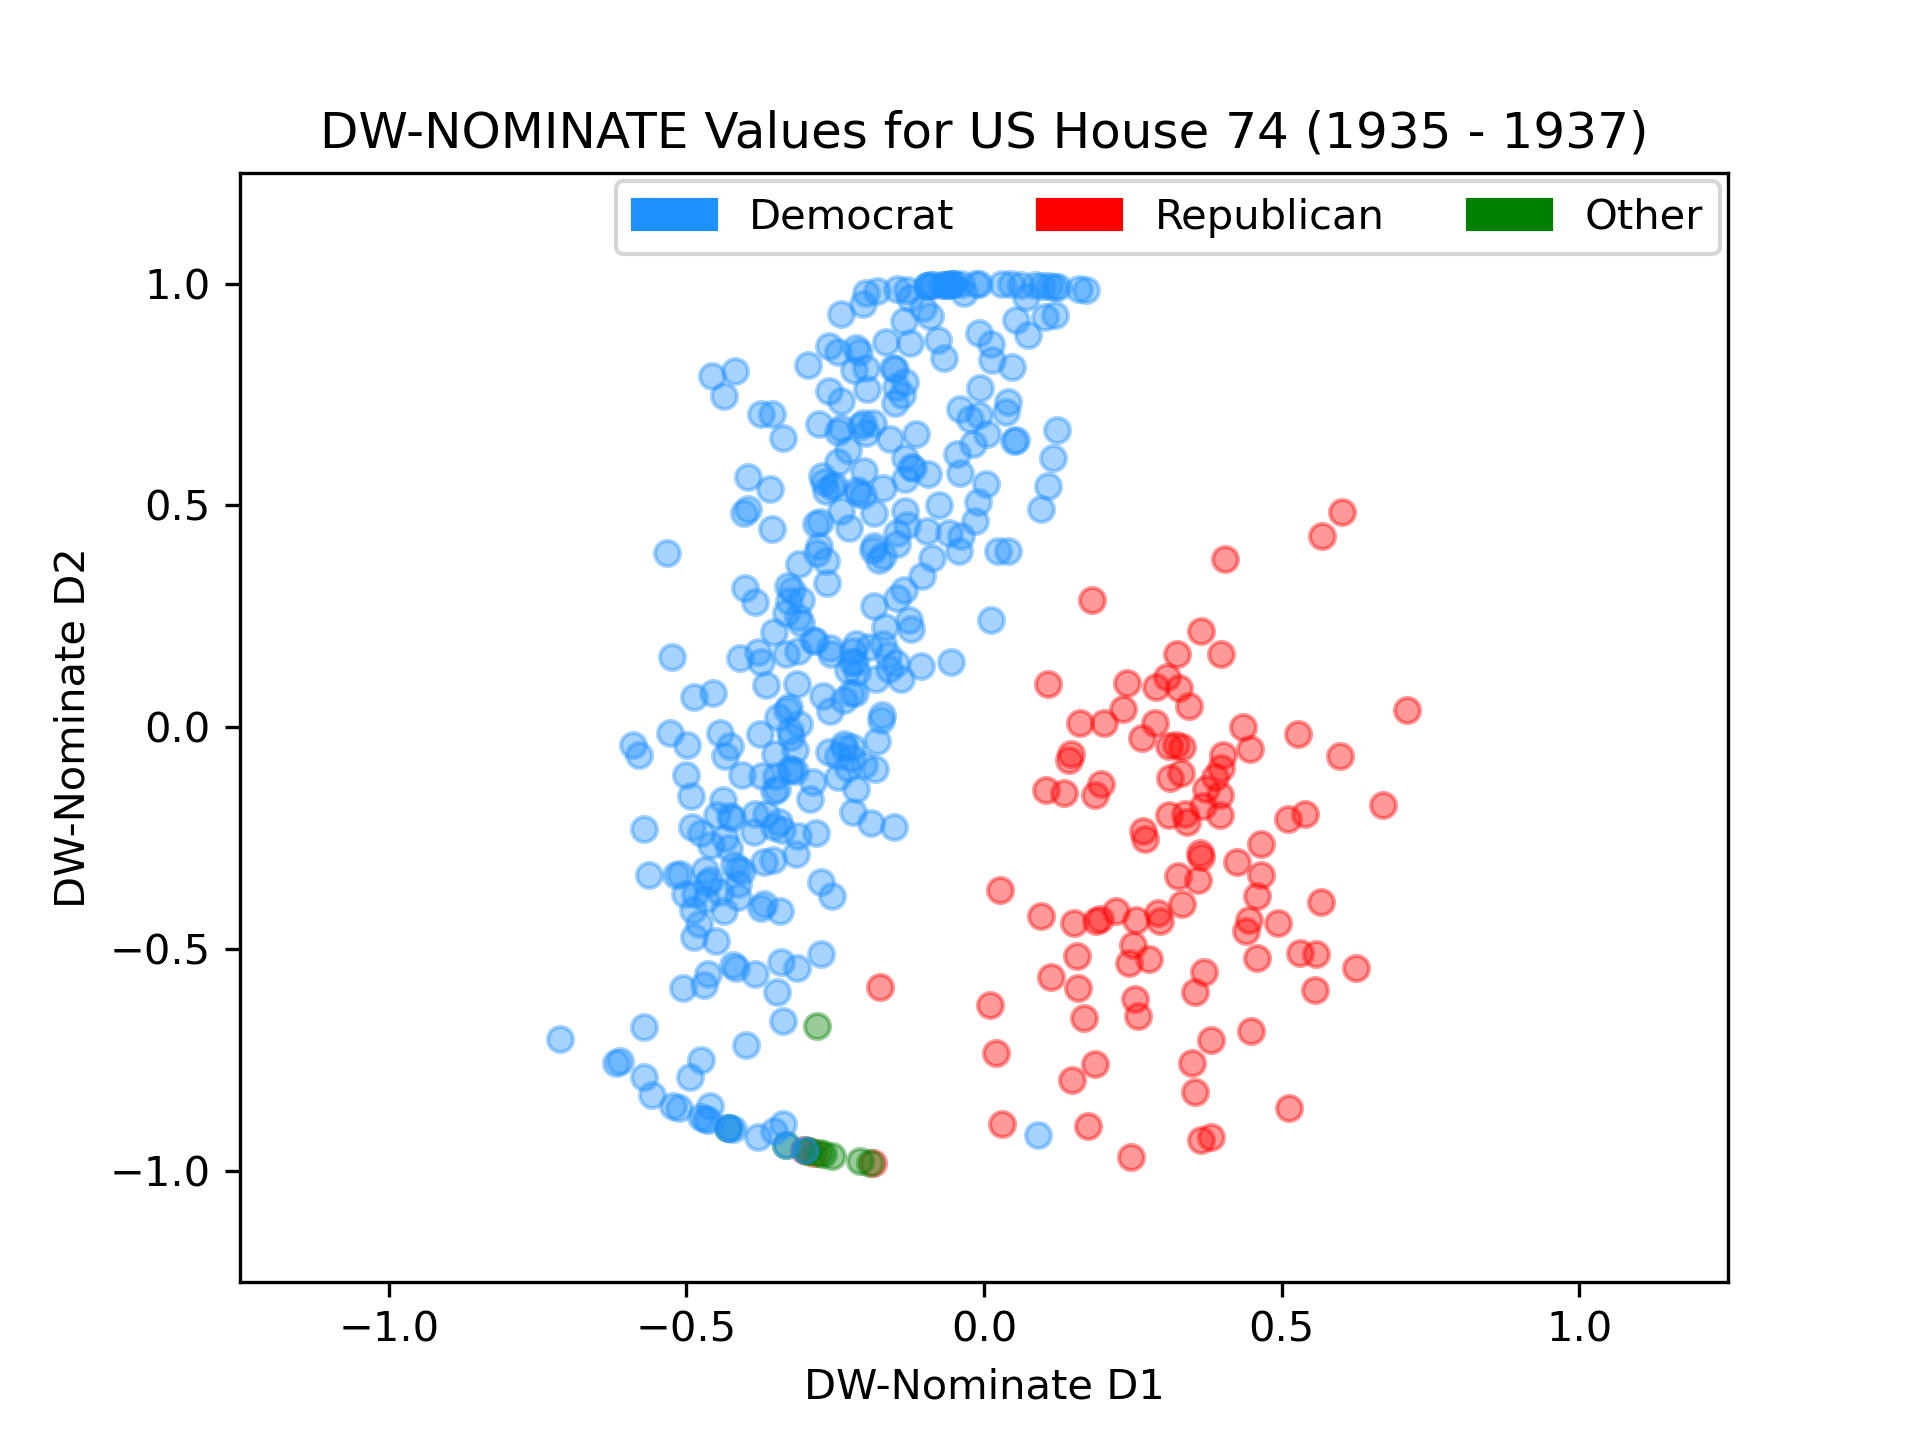 DW-NOMINATE Values for US House 74 (1935 - 1937)
Democrat Republican Other
1.0
0.5
0.0
−0.5
−1.0
DW-Nominate D2
−1.0 −0.5 0.0 0.5 1.0
DW-Nominate D1